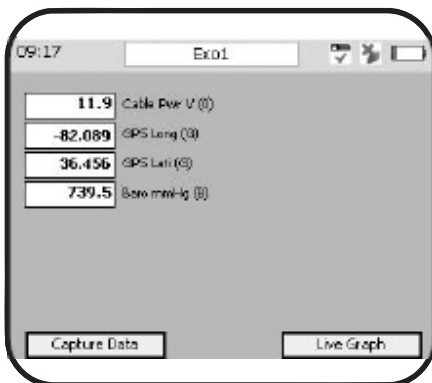 09:17 Exo1
11.9 Cable Pwr V (B)
-82.089 GPS Long (G)
36.456 GPS Lati (G)
739.5 Baro mmHg (B)
Capture Data Live Graph